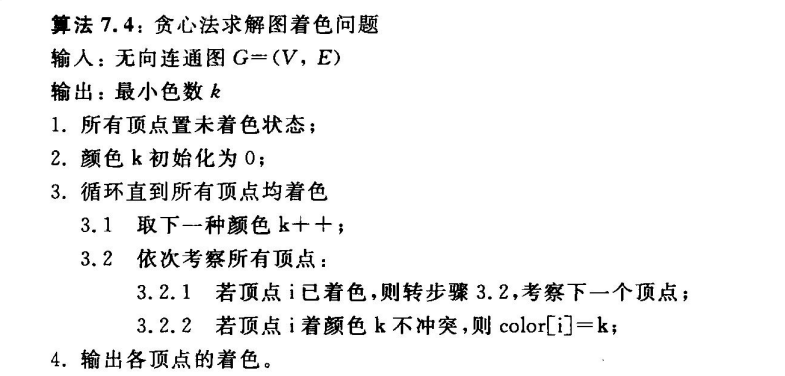 算法 7.4：贪心法求解图着色问题
输入：无向连通图 G=(V, E)
输出：最小色数 k
1. 所有顶点置未着色状态；
2. 颜色 k 初始化为 0；
3. 循环直到所有顶点均着色
3.1 取下一种颜色 k++；
3.2 依次考察所有顶点：
3.2.1 若顶点 i 已着色，则转步骤 3.2，考察下一个顶点；
3.2.2 若顶点 i 着颜色 k 不冲突，则 color[i]=k；
4. 输出各顶点的着色。